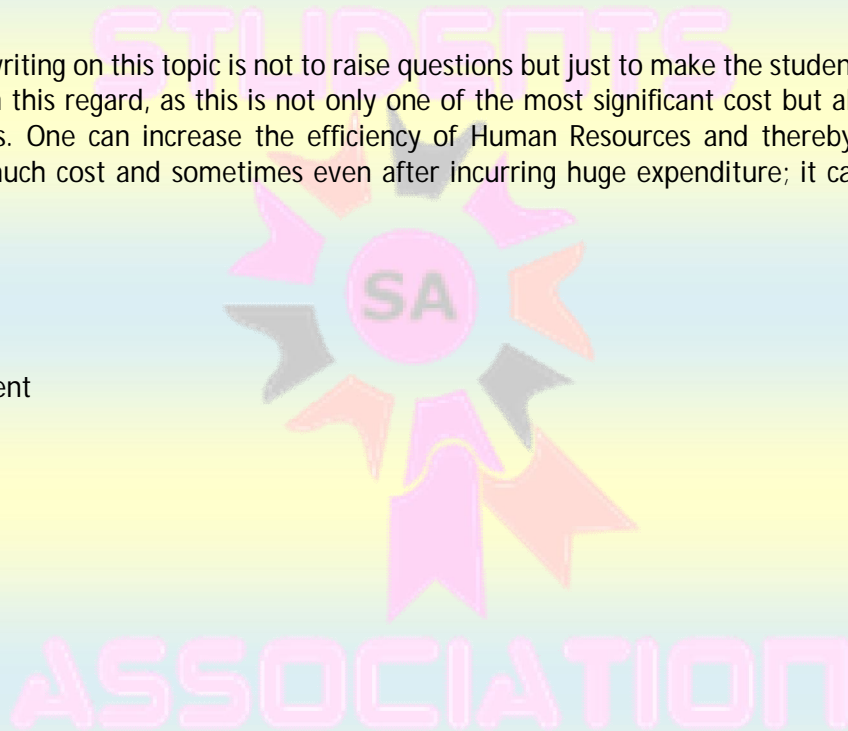 STUDENTS
writing on this topic is not to raise questions but just to make the studen
this regard, as this is not only one of the most significant cost but al
s. One can increase the efficiency of Human Resources and thereby
much cost and sometimes even after incurring huge expenditure; it ca
SA
ent
ASSOCIATION